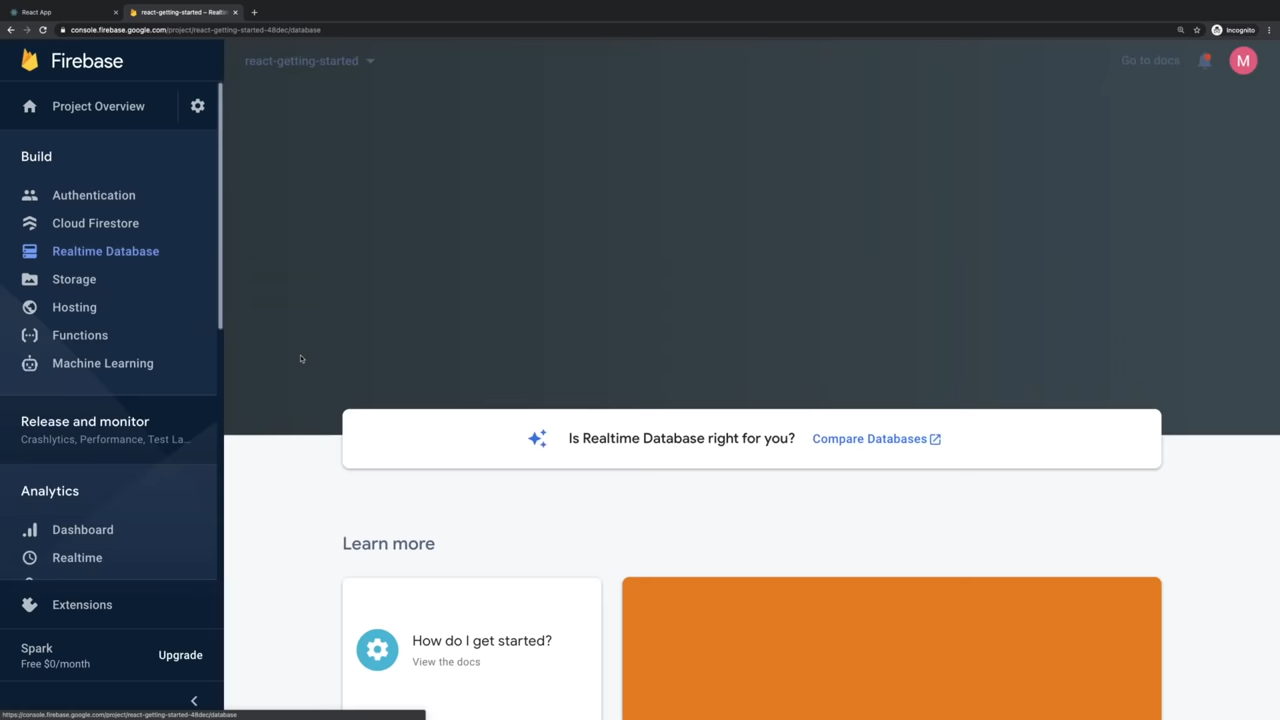 React App
react-getting-started – Realti
console.firebase.google.com/project/react-getting-started-48dec/database
Incognito
Firebase
react-getting-started
Go to docs
M
Project Overview
Build
Authentication
Cloud Firestore
Realtime Database
Storage
Hosting
Functions
Machine Learning
Is Realtime Database right for you? Compare Databases
Release and monitor
Crashlytics, Performance, Test La...
Analytics
Dashboard
Realtime
Learn more
How do I get started?
View the docs
Extensions
Spark
Free $0/month
Upgrade
https://console.firebase.google.com/project/react-getting-started-48dec/database